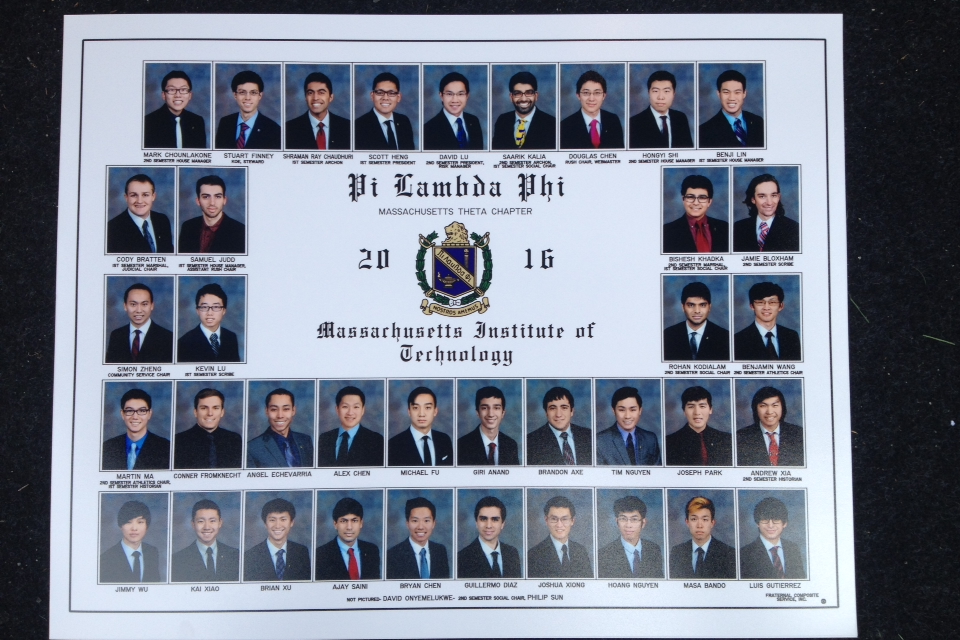 MARK CHOUNLAKONE STUART FINNEY SHRAMAN RAY CHAUDHURI SCOTT HENG DAVID LU SAARIK KALIA DOUGLAS CHEN HONGYI SHI BENJI LIN
2ND SEMESTER HOUSE MANAGER RISK, STEWARD 1ST SEMESTER ARCHON 1ST SEMESTER PRESIDENT 2ND SEMESTER PRESIDENT, 2ND SEMESTER ARCHON, RUSH CHAIR, WEBMASTER 2ND SEMESTER HOUSE MANAGER 1ST SEMESTER HOUSE MANAGER
RISK MANAGER 1ST SEMESTER SOCIAL CHAIR
Pi Lambda Phi
MASSACHUSETTS THETA CHAPTER
CODY BRATTEN SAMUEL JUDD BISHESH KHADKA JAMIE BLOXHAM
1ST SEMESTER MARSHAL, 1ST SEMESTER HOUSE MANAGER, 2ND SEMESTER MARSHAL, 2ND SEMESTER SCRIBE
JUDICIAL CHAIR ASSISTANT RUSH CHAIR 1ST SEMESTER SOCIAL CHAIR
2016
NOSTROS AMEMUS
Massachusetts Institute of
Technology
SIMON ZHENG KEVIN LU ROHAN KODIALAM BENJAMIN WANG
COMMUNITY SERVICE CHAIR 1ST SEMESTER SCRIBE 2ND SEMESTER SOCIAL CHAIR 2ND SEMESTER ATHLETICS CHAIR
MARTIN MA CONNER FROMKNECHT ANGEL ECHEVARRIA ALEX CHEN MICHAEL FU GIRI ANAND BRANDON AXE TIM NGUYEN JOSEPH PARK ANDREW XIA
2ND SEMESTER ATHLETICS CHAIR, 2ND SEMESTER HISTORIAN
1ST SEMESTER HISTORIAN
JIMMY WU KAI XIAO BRIAN XU AJAY SAINI BRYAN CHEN GUILLERMO DIAZ JOSHUA XIONG HOANG NGUYEN MASA BANDO LUIS GUTIERREZ
NOT PICTURED- DAVID ONYEMELUKWE- 2ND SEMESTER SOCIAL CHAIR, PHILIP SUN
FRATERNAL COMPOSITE
SERVICE, INC.